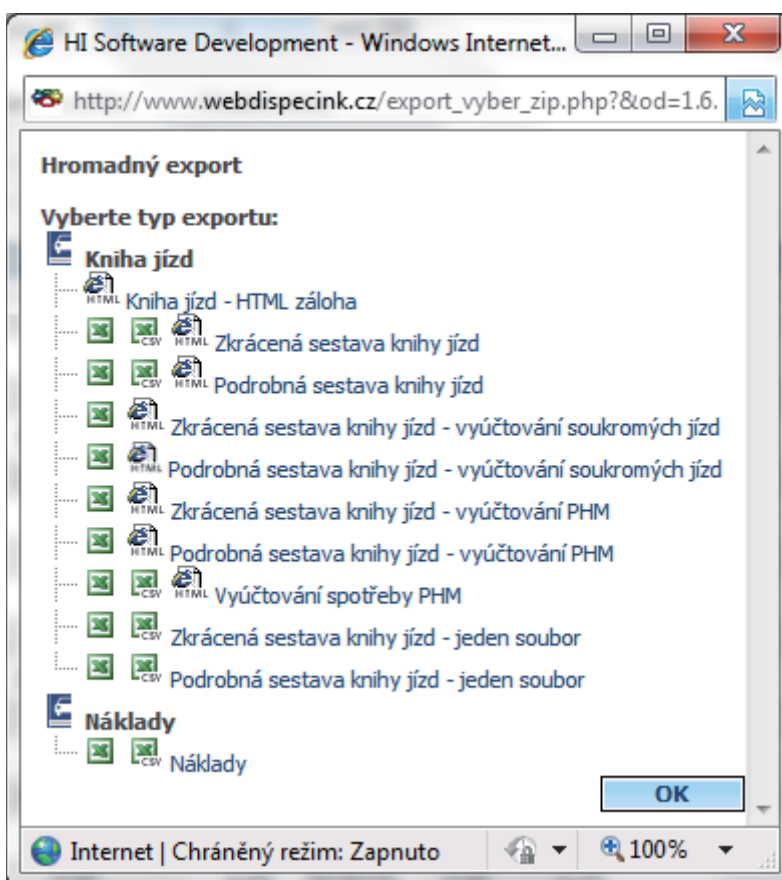 HI Software Development - Windows Internet...
http://www.webdispecink.cz/export_vyber_zip.php?&od=1.6.
Hromadný export
Vyberte typ exportu:
Kniha jízd
HTML Kniha jízd - HTML záloha
CSV HTML Zkrácená sestava knihy jízd
CSV HTML Podrobná sestava knihy jízd
HTML Zkrácená sestava knihy jízd - vyúčtování soukromých jízd
HTML Podrobná sestava knihy jízd - vyúčtování soukromých jízd
HTML Zkrácená sestava knihy jízd - vyúčtování PHM
HTML Podrobná sestava knihy jízd - vyúčtování PHM
CSV HTML Vyúčtování spotřeby PHM
CSV Zkrácená sestava knihy jízd - jeden soubor
CSV Podrobná sestava knihy jízd - jeden soubor
Náklady
CSV Náklady
OK
Internet | Chráněný režim: Zapnuto 100%